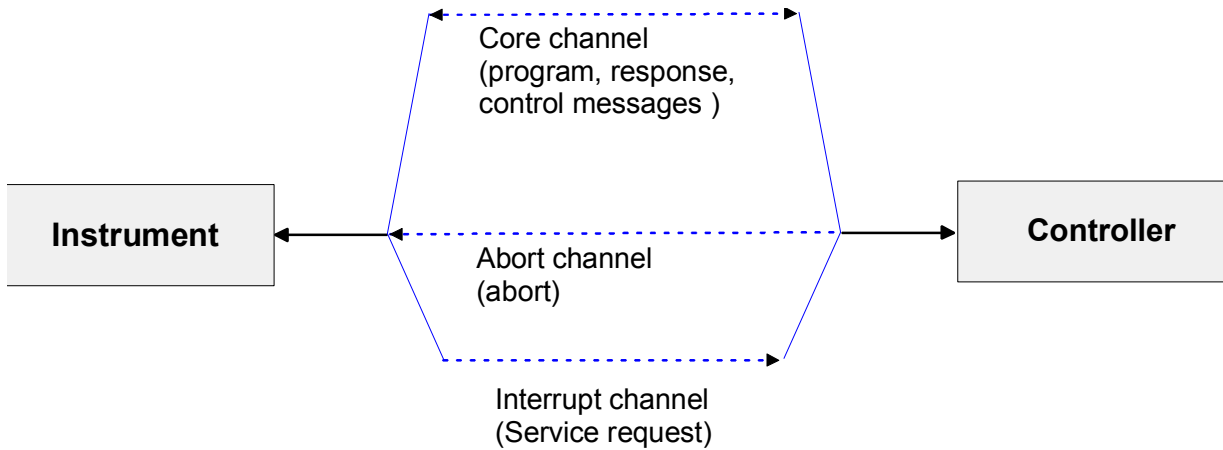 Core channel
(program, response,
control messages )
Instrument
Controller
Abort channel
(abort)
Interrupt channel
(Service request)